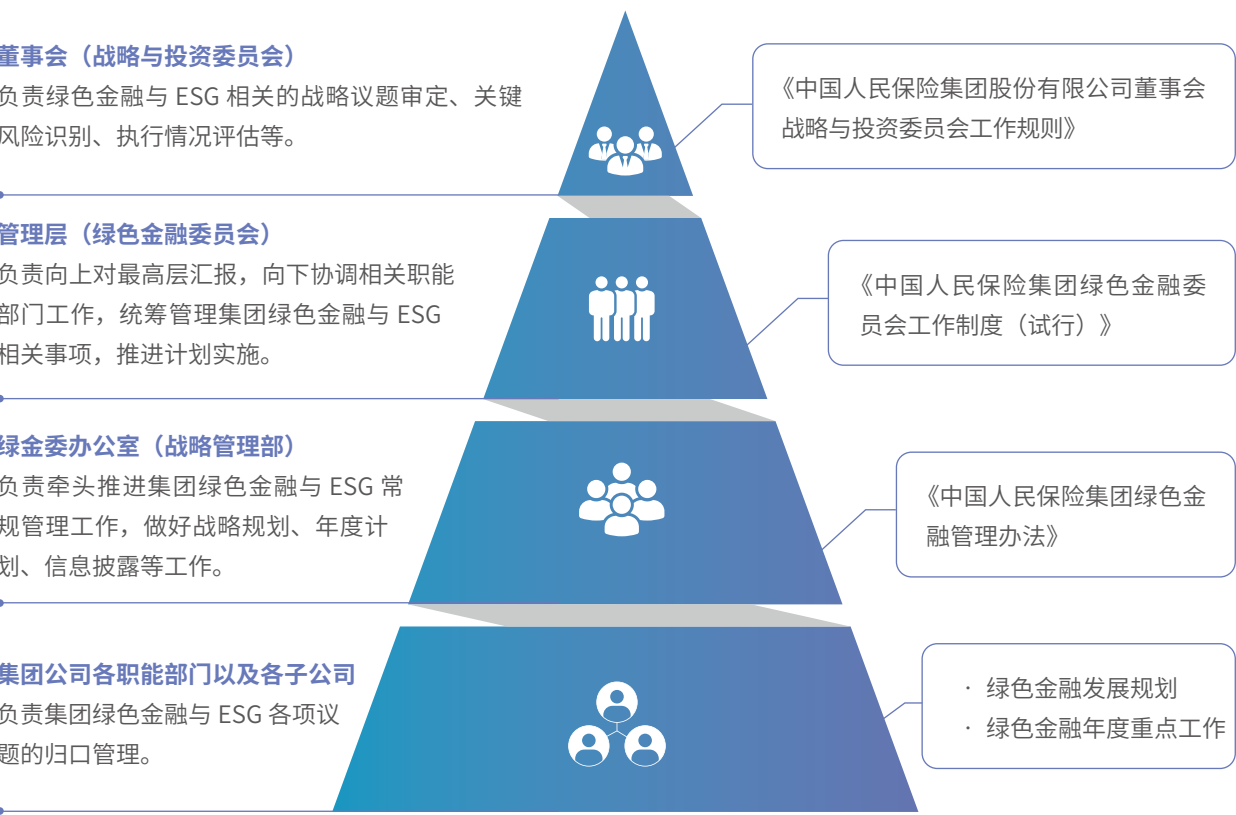 董事会（战略与投资委员会）
负责绿色金融与 ESG 相关的战略议题审定、关键
风险识别、执行情况评估等。
《中国人民保险集团股份有限公司董事会
战略与投资委员会工作规则》
管理层（绿色金融委员会）
负责向上对最高层汇报，向下协调相关职能
部门工作，统筹管理集团绿色金融与 ESG
相关事项，推进计划实施。
《中国人民保险集团绿色金融委
员会工作制度（试行）》
绿金委办公室（战略管理部）
负责牵头推进集团绿色金融与 ESG 常
规管理工作，做好战略规划、年度计
划、信息披露等工作。
《中国人民保险集团绿色金
融管理办法》
集团公司各职能部门以及各子公司
负责集团绿色金融与 ESG 各项议
题的归口管理。
· 绿色金融发展规划
· 绿色金融年度重点工作